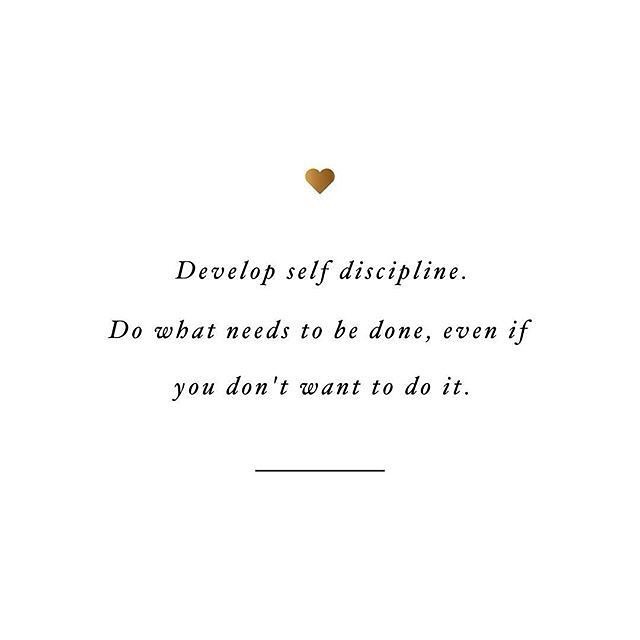 Develop self discipline.
Do what needs to be done, even if
you don't want to do it.